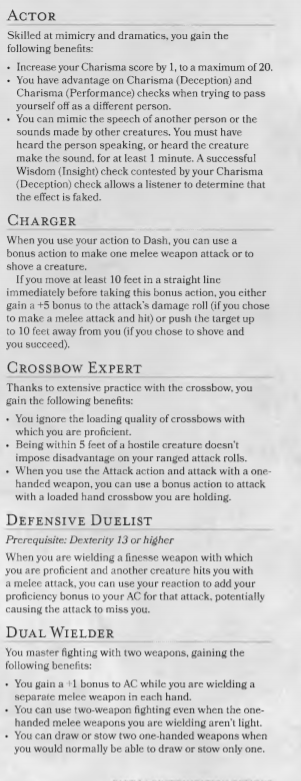 ACTOR
Skilled at mimicry and dramatics, you gain the
following benefits:
• Increase your Charisma score by 1, to a maximum of 20.
• You have advantage on Charisma (Deception) and
Charisma (Performance) checks when trying to pass
yourself off as a different person.
• You can mimic the speech of another person or the
sounds made by other creatures. You must have
heard the person speaking, or heard the creature
make the sound, for at least 1 minute. A successful
Wisdom (Insight) check contested by your Charisma
(Deception) check allows a listener to determine that
the effect is faked.
CHARGER
When you use your action to Dash, you can use a
bonus action to make one melee weapon attack or to
shove a creature.
If you move at least 10 feet in a straight line
immediately before taking this bonus action, you either
gain a +5 bonus to the attack's damage roll (if you chose
to make a melee attack and hit) or push the target up
to 10 feet away from you (if you chose to shove and
you succeed).
CROSSBOW EXPERT
Thanks to extensive practice with the crossbow, you
gain the following benefits:
• You ignore the loading quality of crossbows with
which you are proficient.
• Being within 5 feet of a hostile creature doesn't
impose disadvantage on your ranged attack rolls.
• When you use the Attack action and attack with a one-
handed weapon, you can use a bonus action to attack
with a loaded hand crossbow you are holding.
DEFENSIVE DUELIST
Prerequisite: Dexterity 13 or higher
When you are wielding a finesse weapon with which
you are proficient and another creature hits you with
a melee attack, you can use your reaction to add your
proficiency bonus to your AC for that attack, potentially
causing the attack to miss you.
DUAL WIELDER
You master fighting with two weapons, gaining the
following benefits:
• You gain a +1 bonus to AC while you are wielding a
separate melee weapon in each hand.
• You can use two-weapon fighting even when the one-
handed melee weapons you are wielding aren't light.
• You can draw or stow two one-handed weapons when
you would normally be able to draw or stow only one.